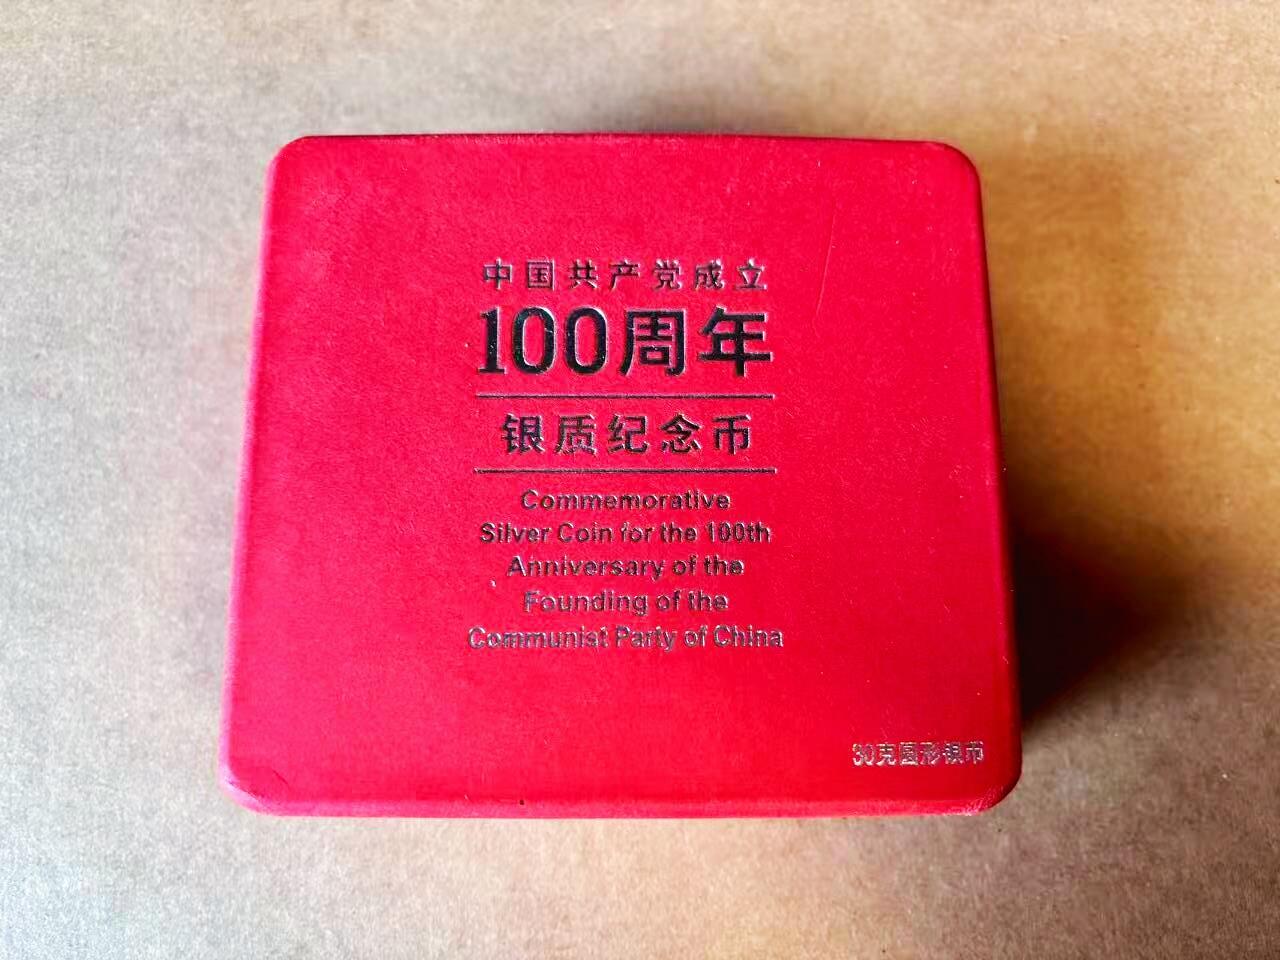 中国共产党成立
100周年
银质纪念币
Commemorative
Silver Coin for the 100th
Anniversary of the
Founding of the
Communist Party of China
30克圆形银币